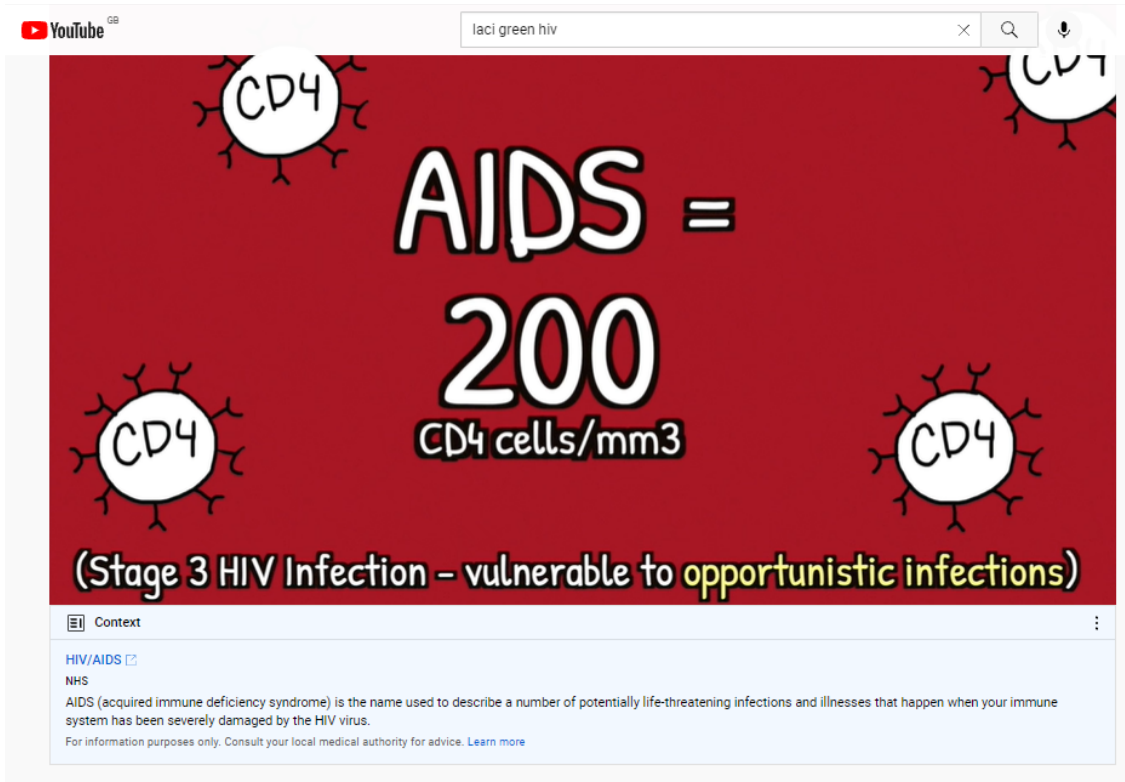 YouTube GB
laci green hiv
CD4
CD4
AIDS =
200
CD4 cells/mm3
CD4
CD4
(Stage 3 HIV Infection – vulnerable to opportunistic infections)
Context
HIV/AIDS
NHS
AIDS (acquired immune deficiency syndrome) is the name used to describe a number of potentially life-threatening infections and illnesses that happen when your immune
system has been severely damaged by the HIV virus.
For information purposes only. Consult your local medical authority for advice. Learn more